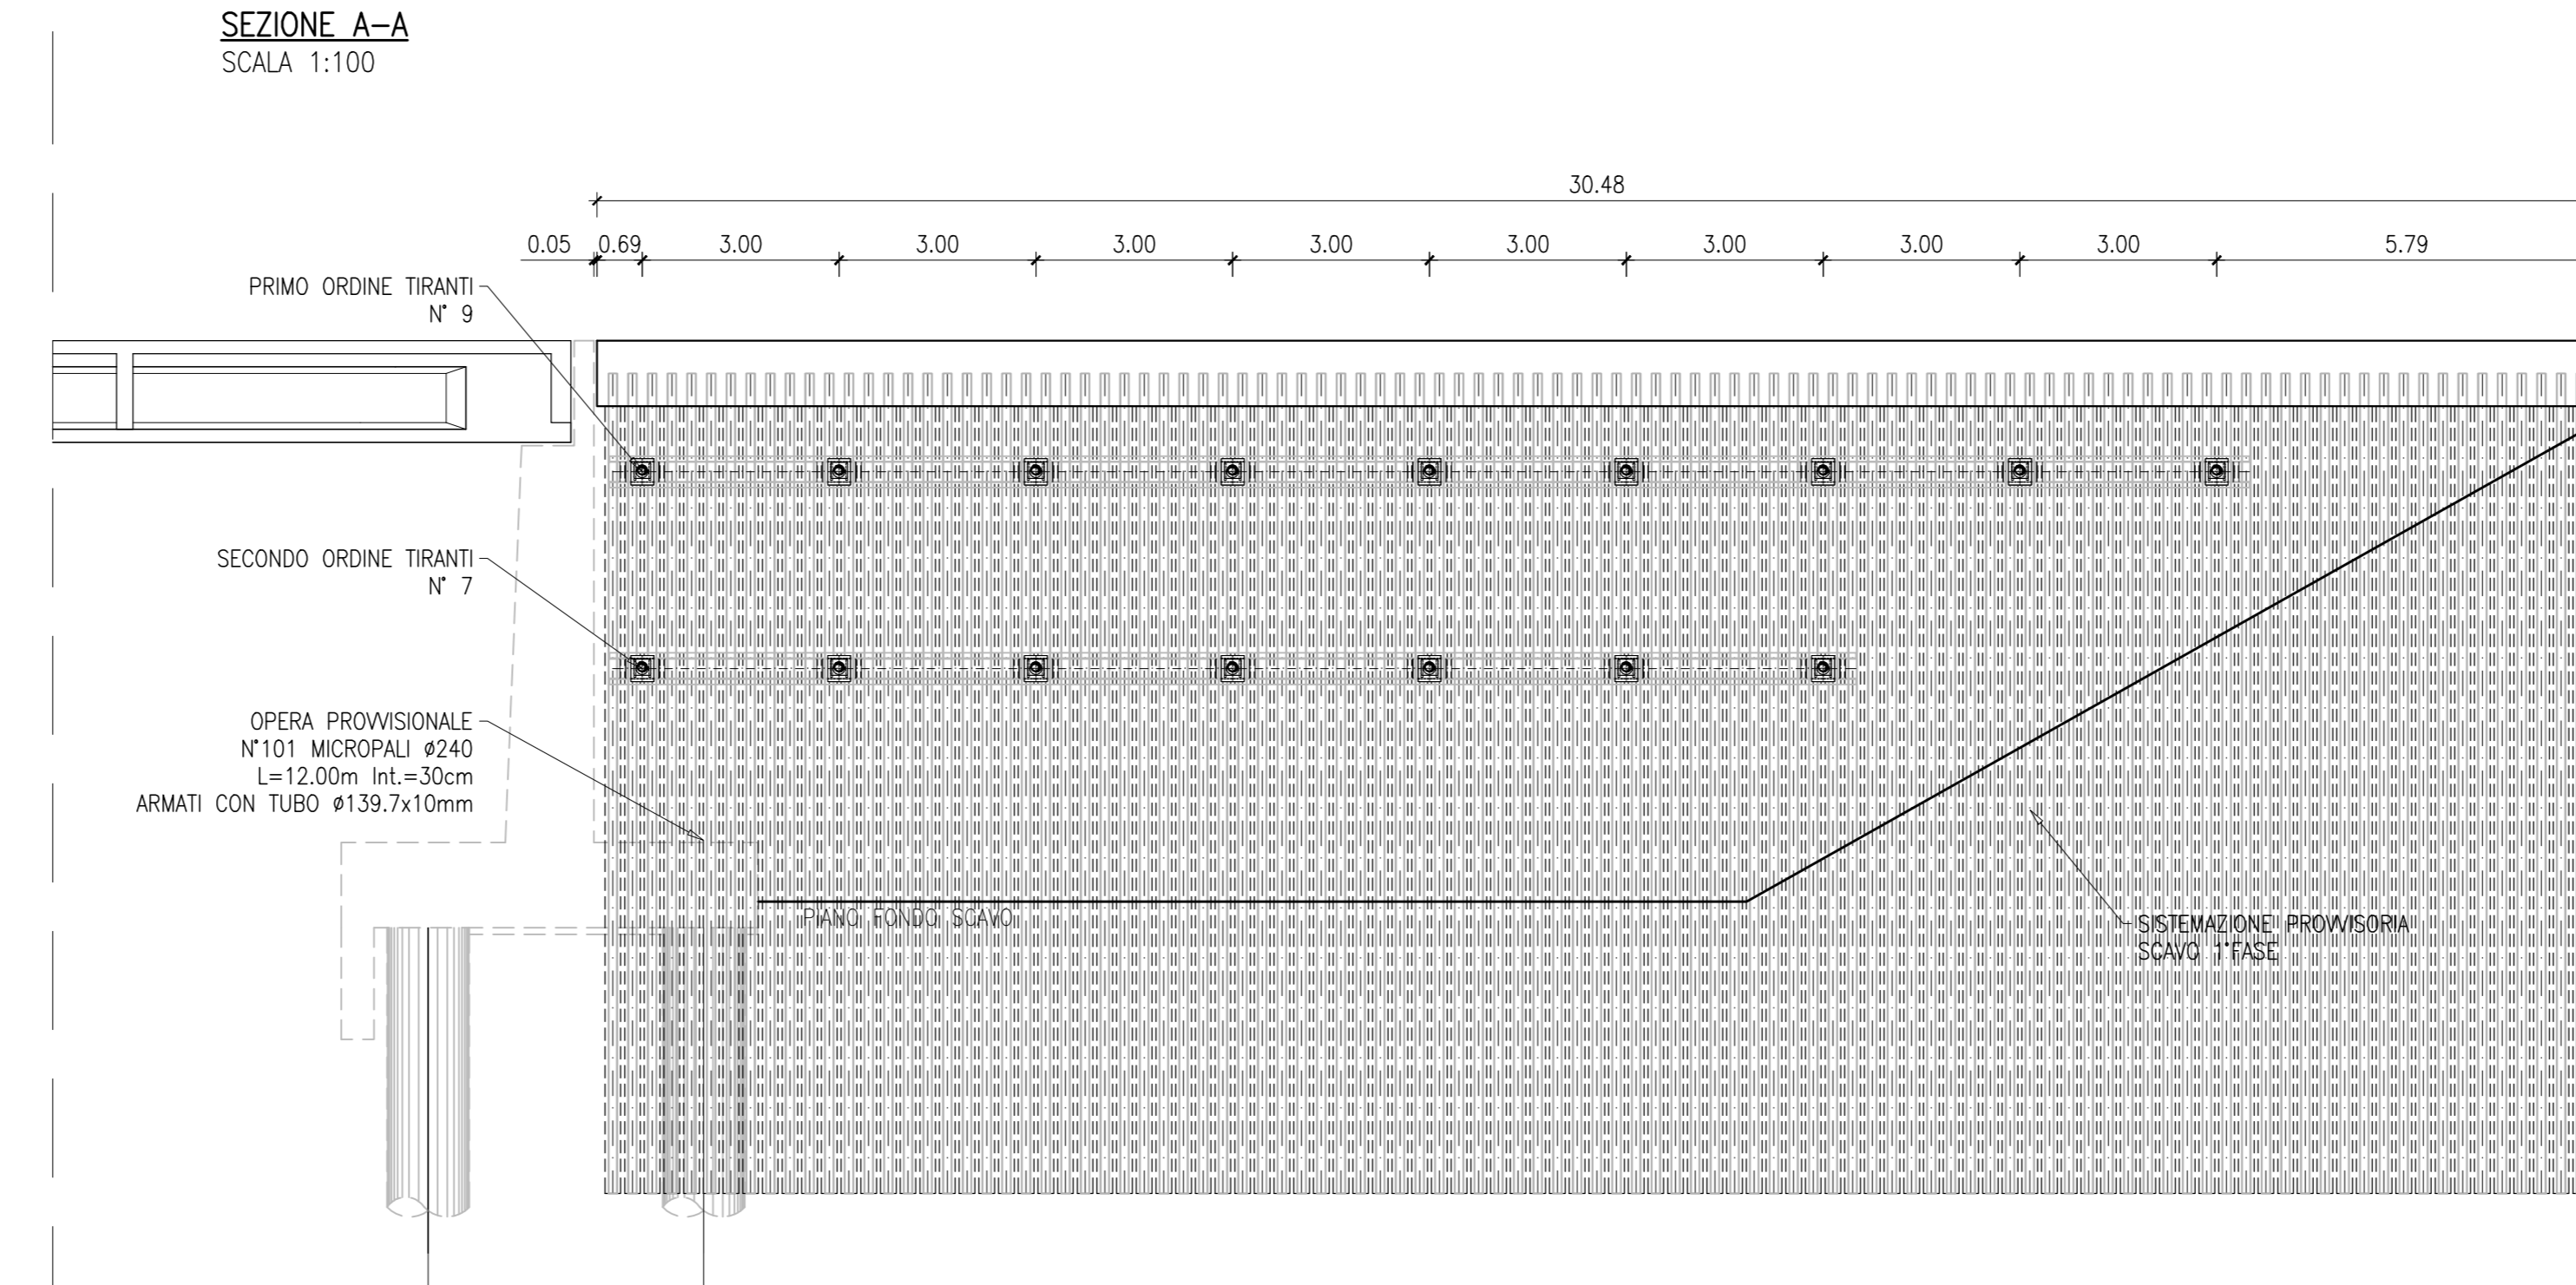 SEZIONE A-A
SCALA 1:100
30.48
0.05 0.69 3.00 3.00 3.00 3.00 3.00 3.00 3.00 3.00 5.79
PRIMO ORDINE TIRANTI
N° 9
SECONDO ORDINE TIRANTI
N° 7
OPERA PROVVISIONALE
N°101 MICROPALI ø240
L=12.00m Int.=30cm
ARMATI CON TUBO ø139.7x10mm
PIANO FONDO SCAVO
SISTEMAZIONE PROVVISORIA
SCAVO 1°FASE